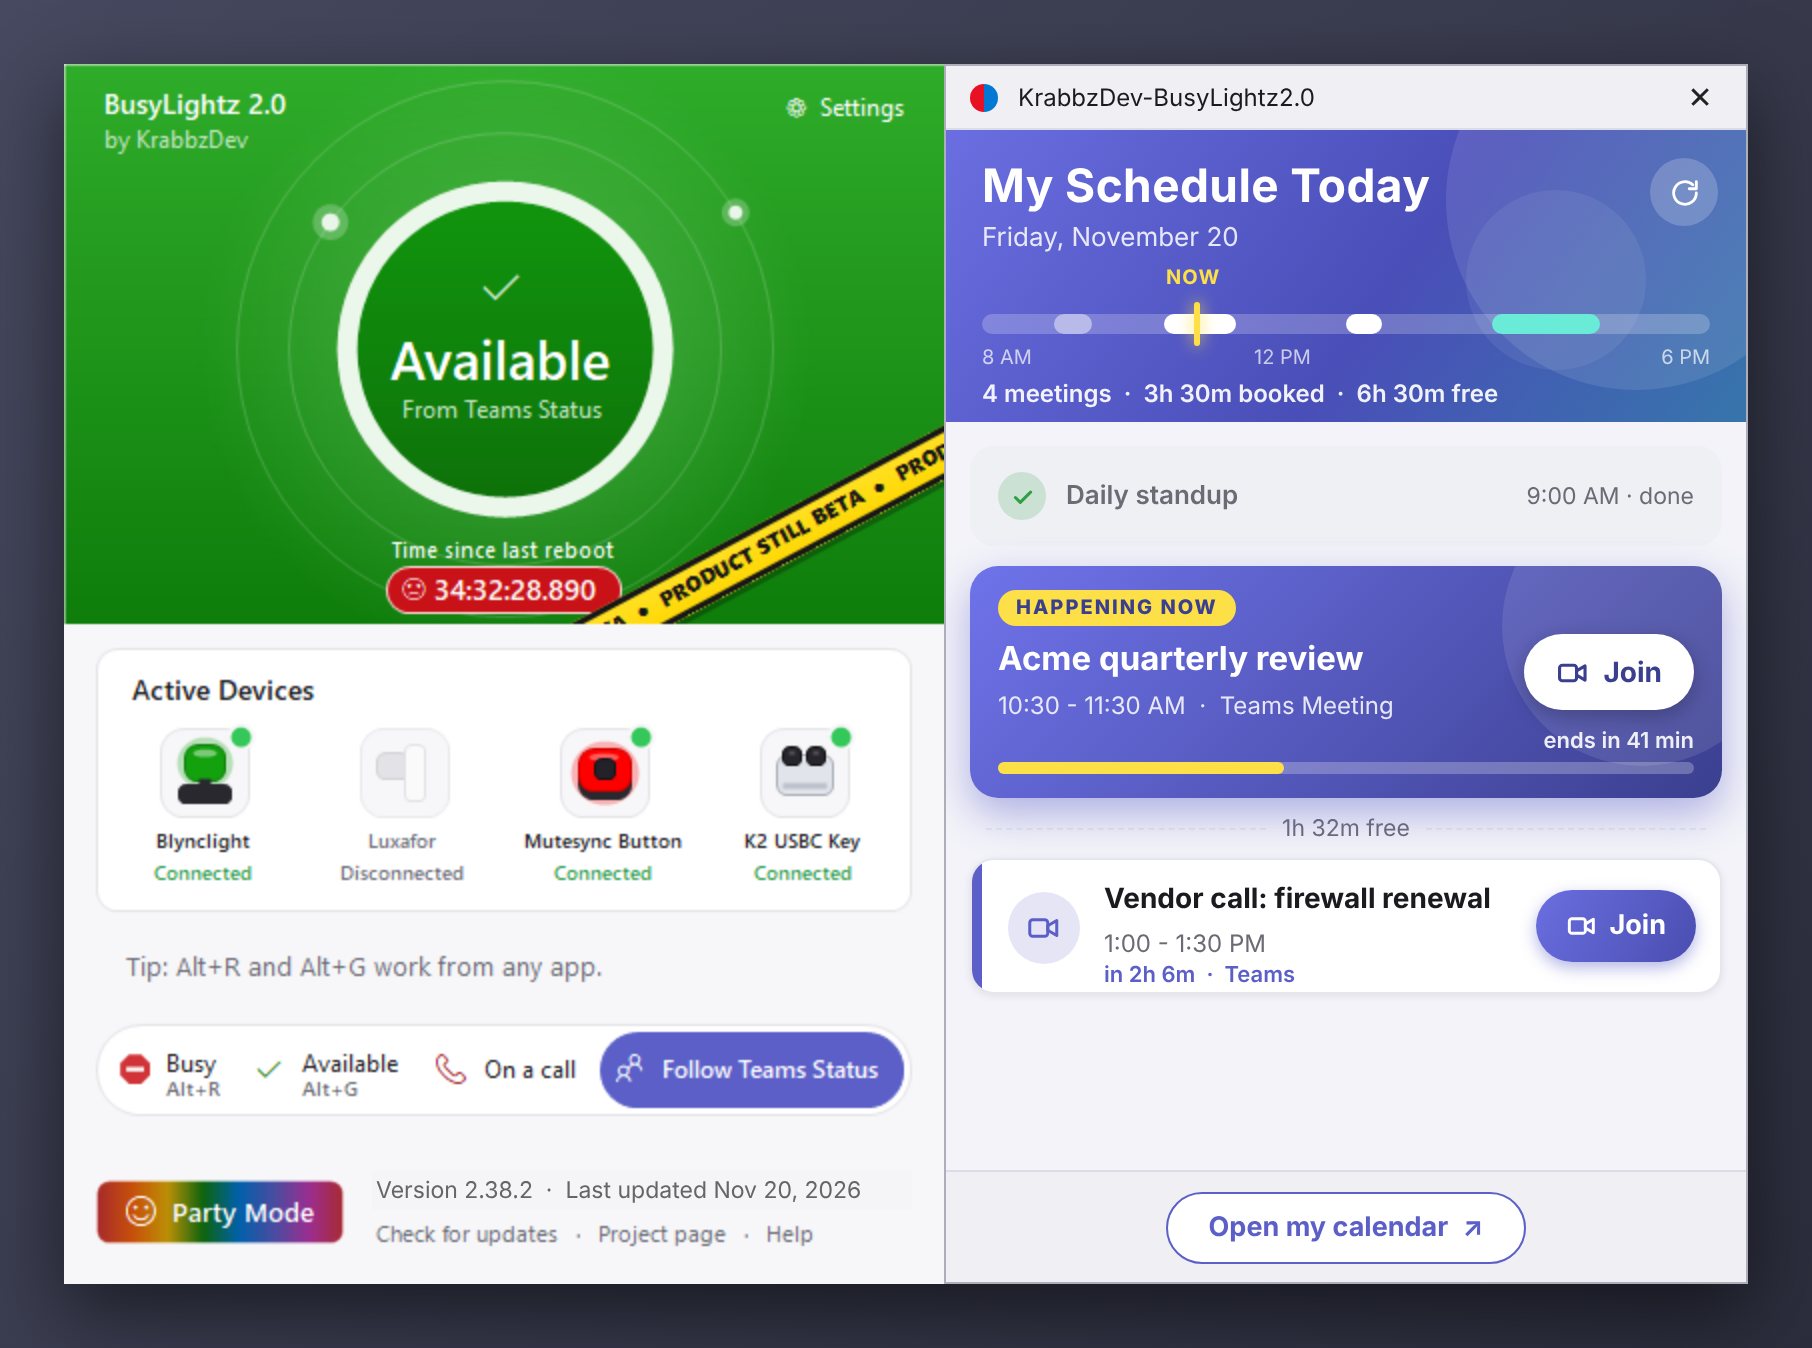 BusyLightz 2.0
by KrabbzDev
Settings
Available
From Teams Status
Time since last reboot
34:32:28.890
TA • PRODUCT STILL BETA • PROD
Active Devices
Blynclight
Connected
Luxafor
Disconnected
Mutesync Button
Connected
K2 USBC Key
Connected
Tip: Alt+R and Alt+G work from any app.
Busy
Alt+R
Available
Alt+G
On a call
Follow Teams Status
Party Mode
Version 2.38.2 · Last updated Nov 20, 2026
Check for updates · Project page · Help
KrabbzDev-BusyLightz2.0
My Schedule Today
Friday, November 20
NOW
8 AM 12 PM 6 PM
4 meetings · 3h 30m booked · 6h 30m free
Daily standup 9:00 AM · done
HAPPENING NOW
Acme quarterly review
10:30 - 11:30 AM · Teams Meeting
Join
ends in 41 min
1h 32m free
Vendor call: firewall renewal
1:00 - 1:30 PM
in 2h 6m · Teams
Join
Open my calendar